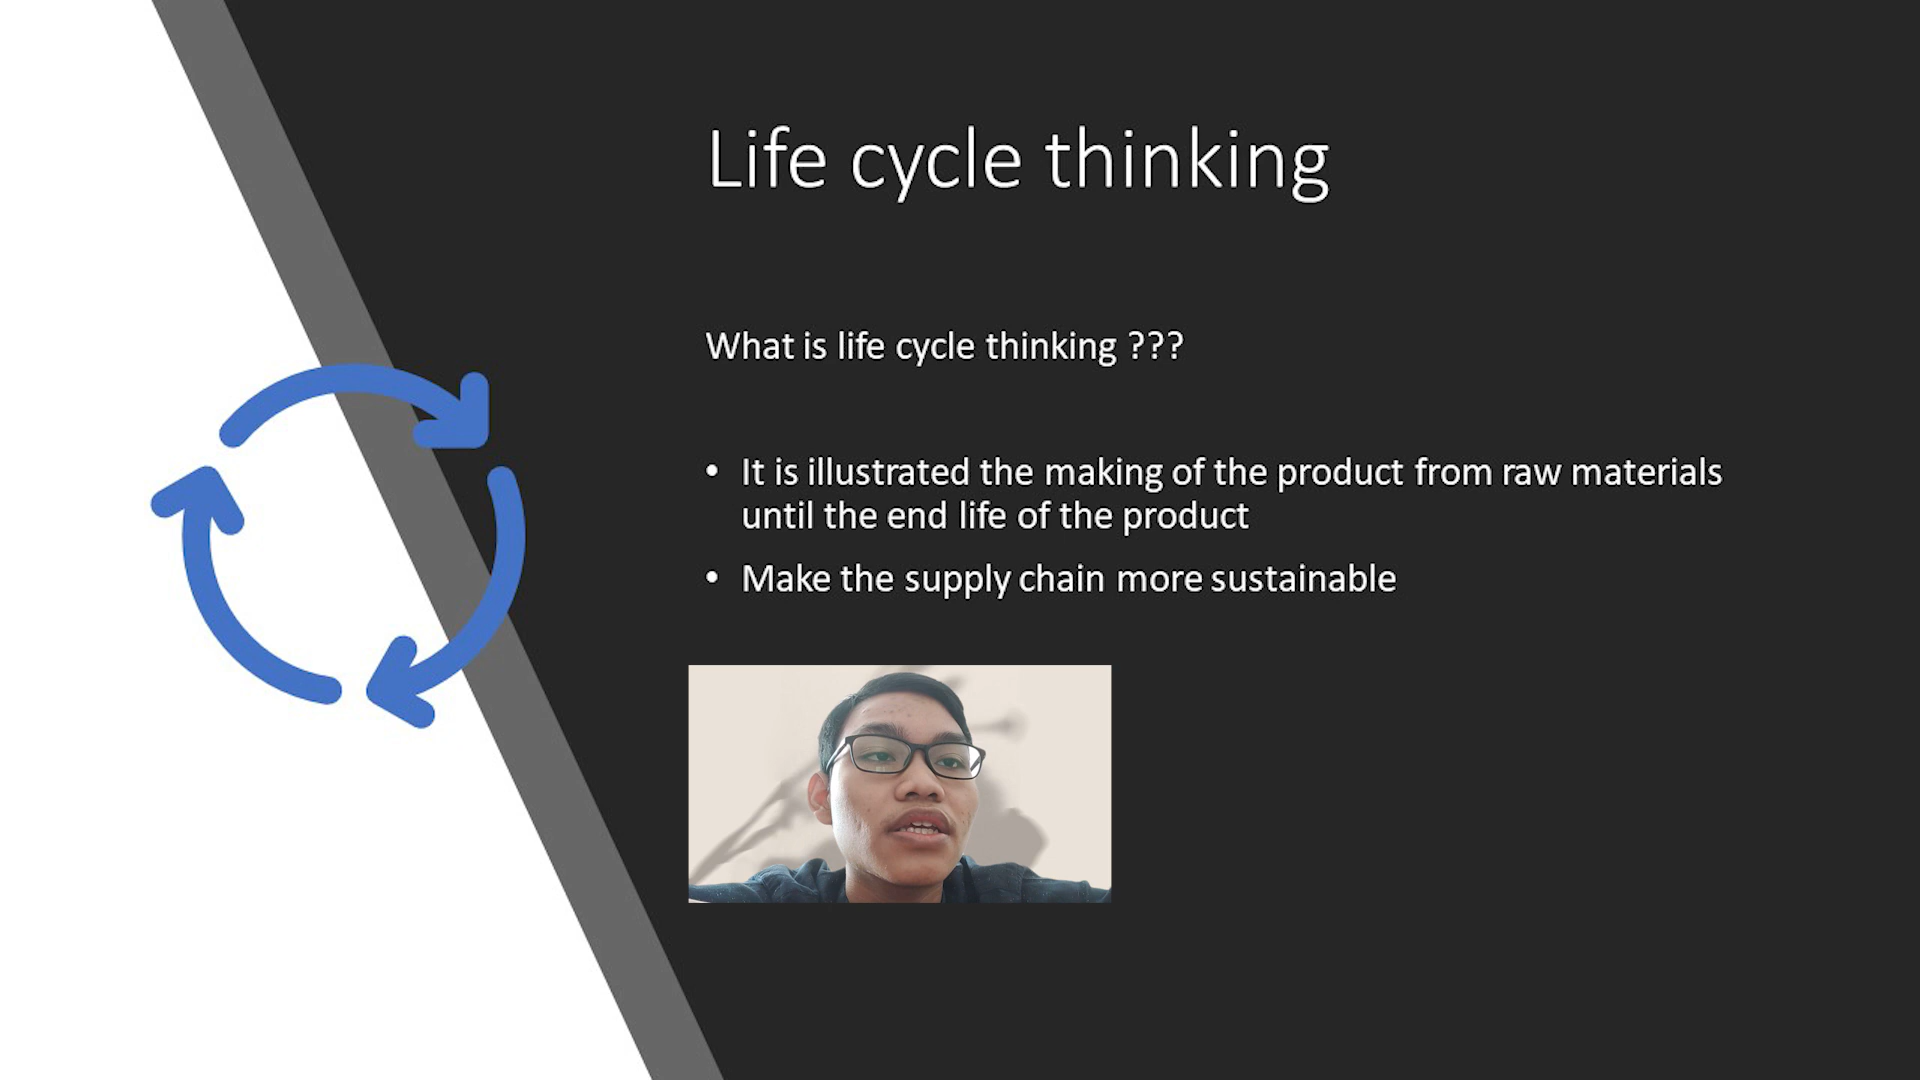 Life cycle thinking
What is life cycle thinking ???
• It is illustrated the making of the product from raw materials
until the end life of the product
• Make the supply chain more sustainable